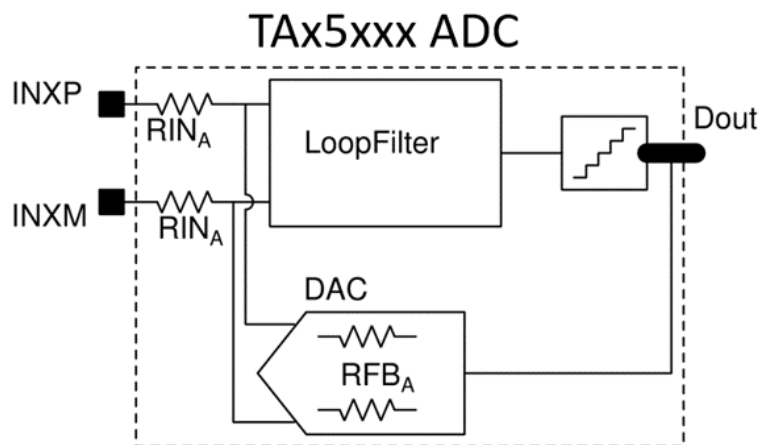 TAx5xxx ADC
INXP
RINA
LoopFilter
Dout
INXM
RINA
DAC
RFBA